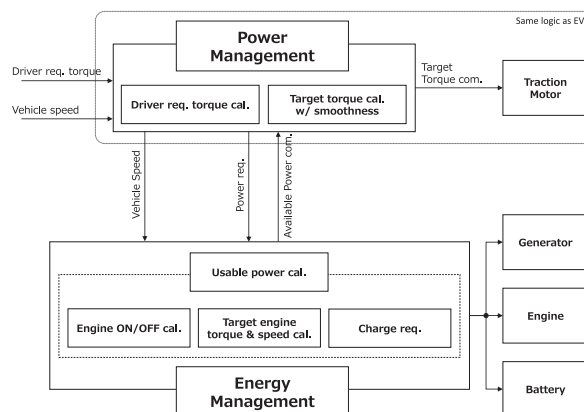 Same logic as EV
Power
Management
Driver req. torque
Vehicle speed
Driver req. torque cal.
Target torque cal.
w/ smoothness
Target
Torque com.
Traction
Motor
Vehicle Speed
Power req.
Available Power com.
Usable power cal.
Engine ON/OFF cal.
Target engine
torque & speed cal.
Charge req.
Energy
Management
Generator
Engine
Battery